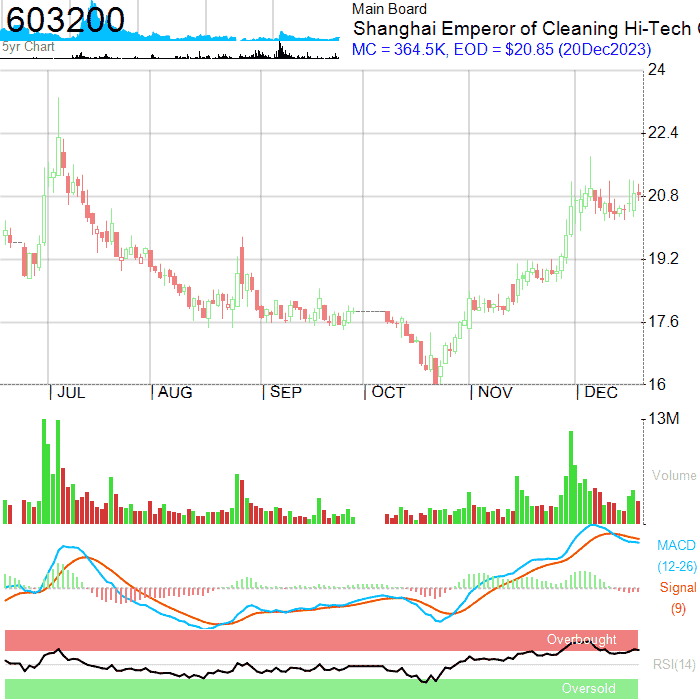 603200
5yr Chart
Main Board
Shanghai Emperor of Cleaning Hi-Tech
MC = 364.5K, EOD = $20.85 (20Dec2023)
24
22.4
20.8
19.2
17.6
16
JUL AUG SEP OCT NOV DEC
13M
Volume
MACD
(12-26)
Signal
(9)
Overbought
RSI(14)
Oversold